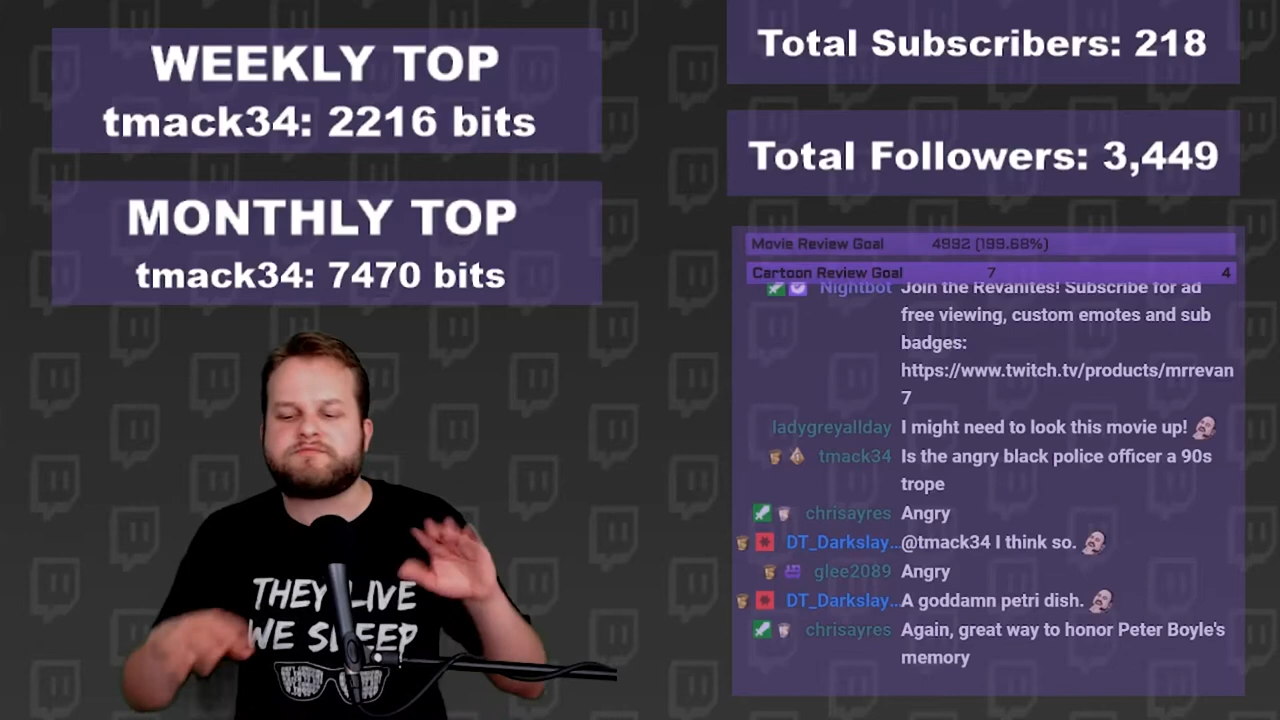 WEEKLY TOP
tmack34: 2216 bits
MONTHLY TOP
tmack34: 7470 bits
Total Subscribers: 218
Total Followers: 3,449
Movie Review Goal 4992 (199.68%)
Cartoon Review Goal 7 4
Nightbot Join the Revanites! Subscribe for ad
free viewing, custom emotes and sub
badges:
https://www.twitch.tv/products/mrrevan
7
ladygreyallday I might need to look this movie up!
tmack34 Is the angry black police officer a 90s
trope
chrisayres Angry
DT_Darkslay... @tmack34 I think so.
glee2089 Angry
DT_Darkslay... A goddamn petri dish.
chrisayres Again, great way to honor Peter Boyle's
memory
THEY LIVE
WE SLEEP